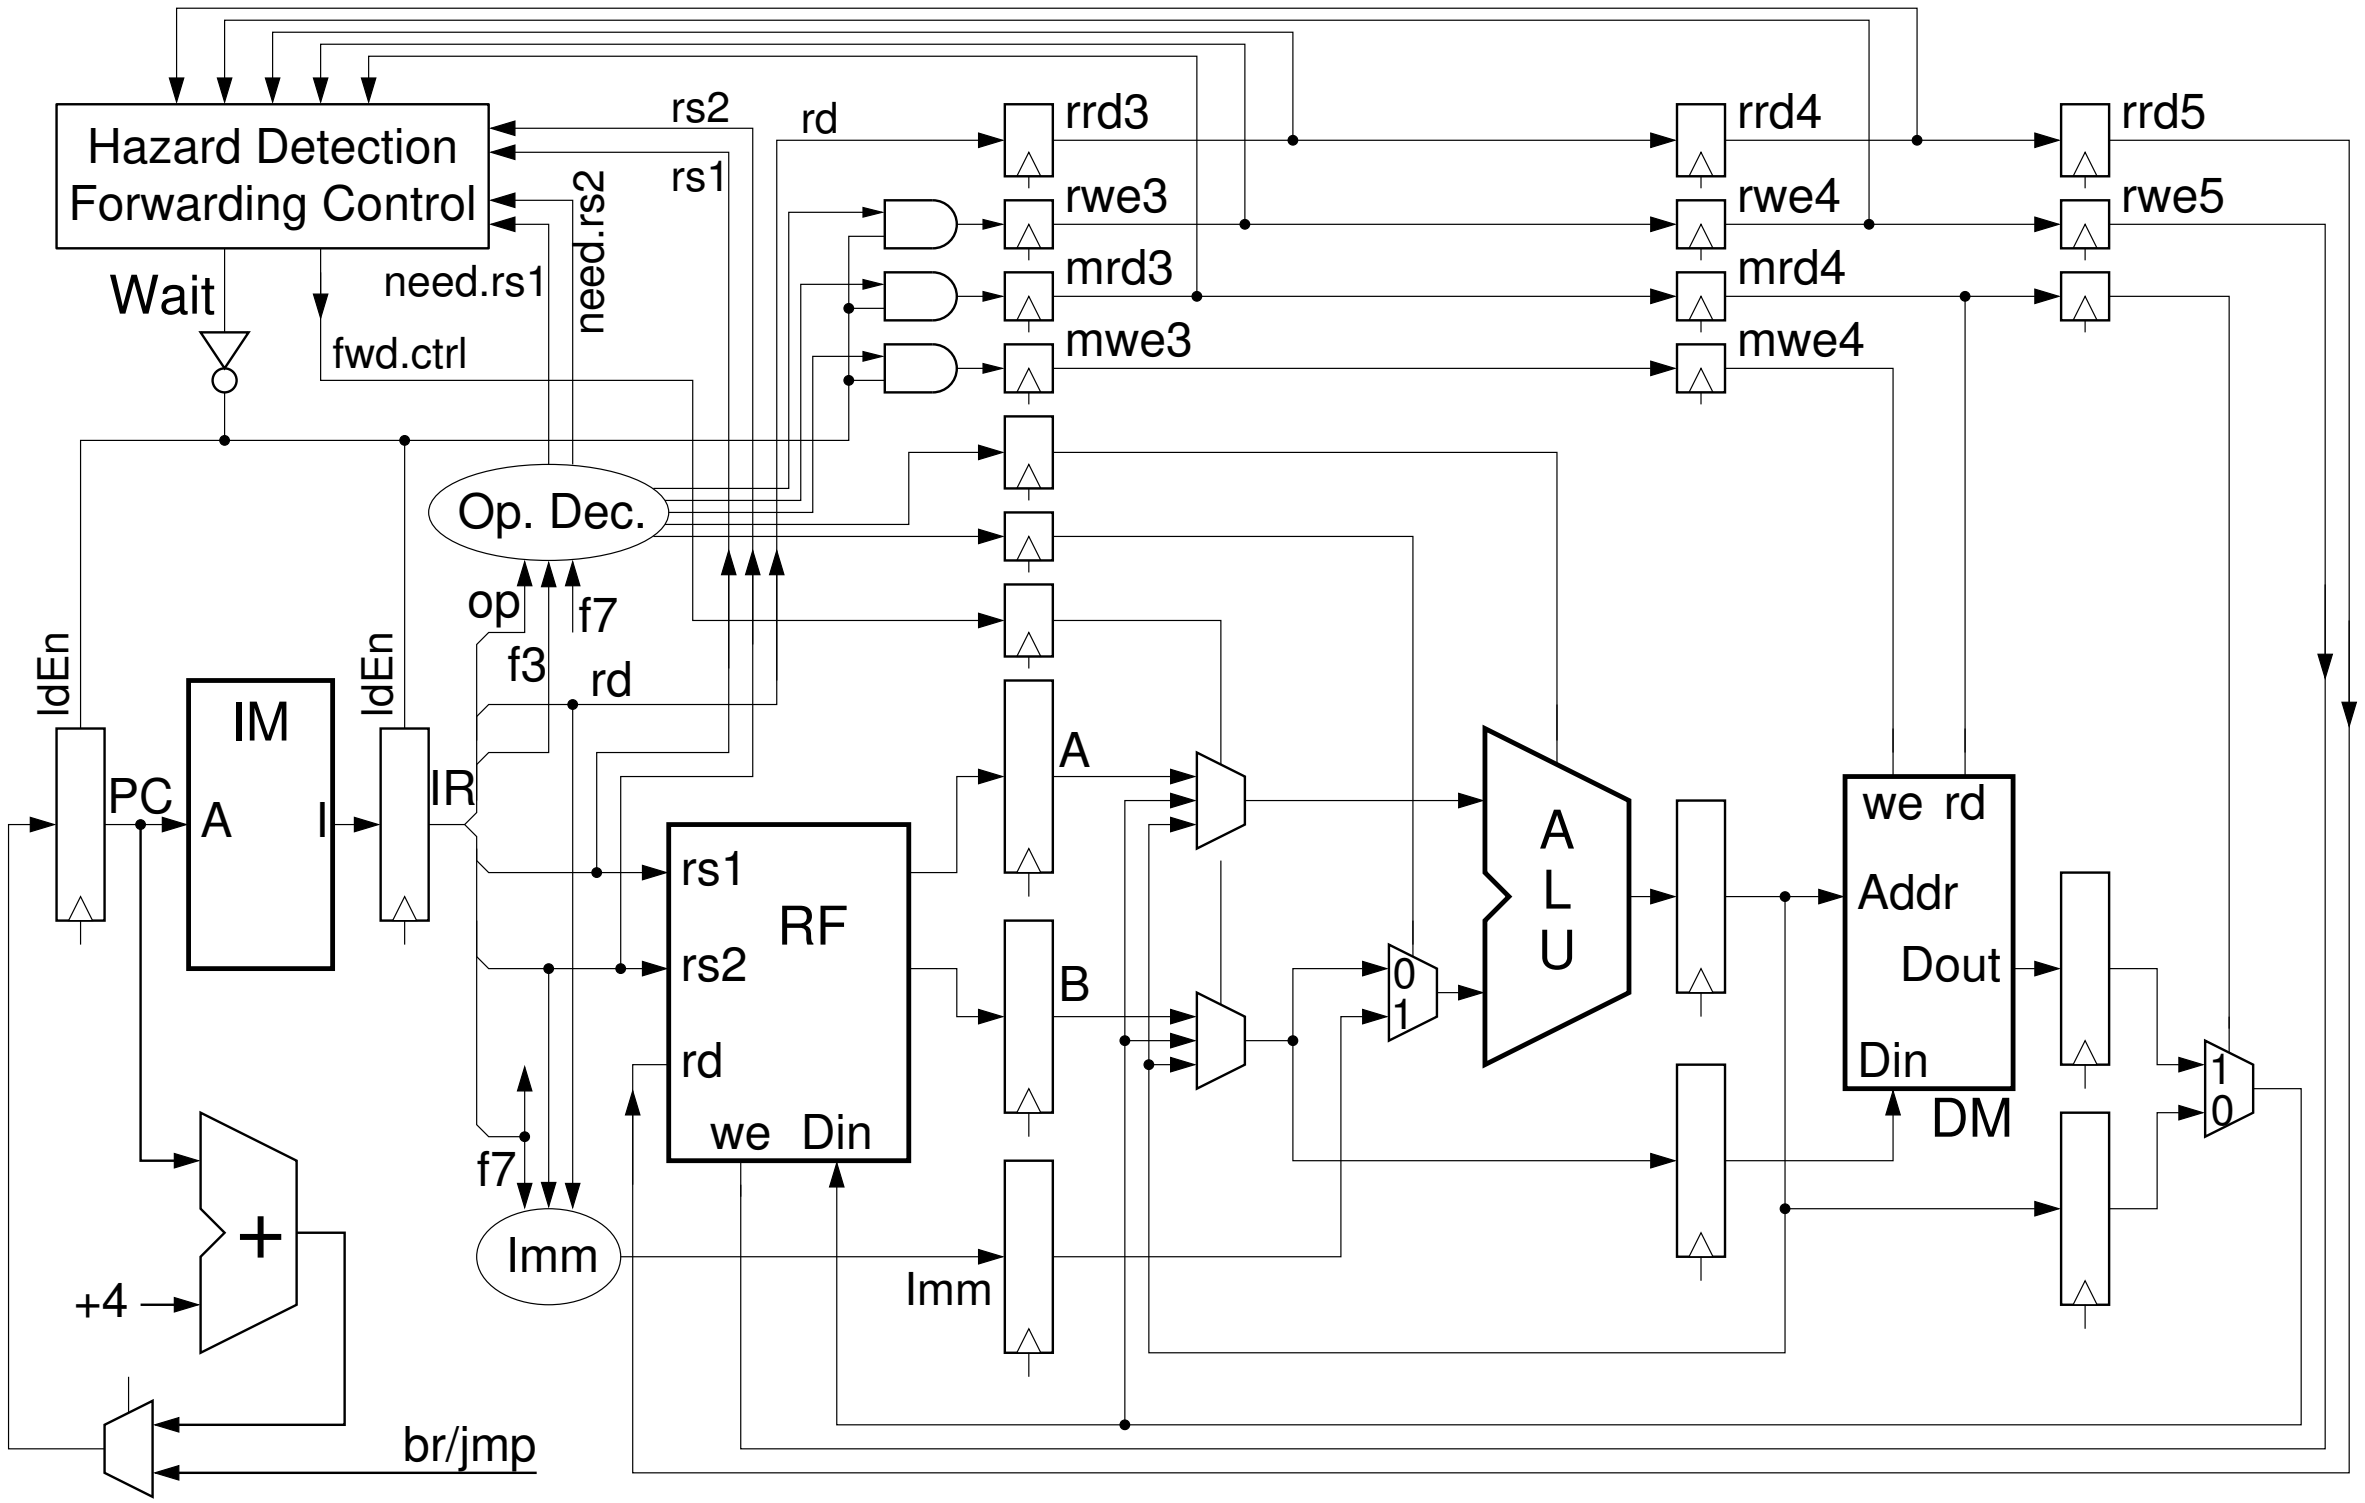 rs2
rd
rrd3
rrd4
rrd5
Hazard Detection
Forwarding Control
rs1
need.rs2
rwe3
rwe4
rwe5
need.rs1
Wait
mrd3
mrd4
fwd.ctrl
mwe3
mwe4
Op. Dec.
op
f7
ldEn
ldEn
f3
rd
IM
A
PC
IR
A
I
A
L
U
we rd
rs1
Addr
RF
rs2
B
0
1
Dout
rd
Din
1
0
we Din
DM
f7
+
Imm
Imm
+4
br/jmp